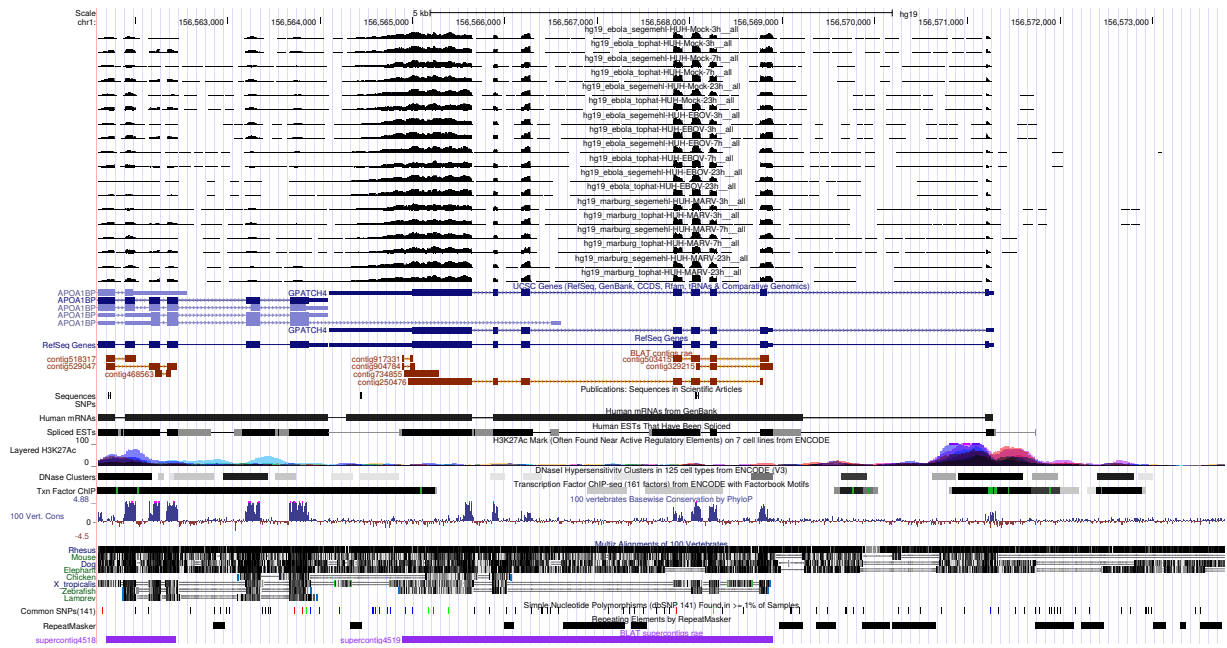 Scale 5 kb hg19
chr1: 156,563,000 156,564,000 156,565,000 156,566,000 156,567,000 156,568,000 156,569,000 156,570,000 156,571,000 156,572,000 156,573,000
hg19_ebola_segemehl-HUH-Mock-3h__all
hg19_ebola_tophat-HUH-Mock-3h__all
hg19_ebola_segemehl-HUH-Mock-7h__all
hg19_ebola_tophat-HUH-Mock-7h__all
hg19_ebola_segemehl-HUH-Mock-23h__all
hg19_ebola_tophat-HUH-Mock-23h__all
hg19_ebola_segemehl-HUH-EBOV-3h__all
hg19_ebola_tophat-HUH-EBOV-3h__all
hg19_ebola_segemehl-HUH-EBOV-7h__all
hg19_ebola_tophat-HUH-EBOV-7h__all
hg19_ebola_segemehl-HUH-EBOV-23h__all
hg19_ebola_tophat-HUH-EBOV-23h__all
hg19_marburg_segemehl-HUH-MARV-3h__all
hg19_marburg_tophat-HUH-MARV-3h__all
hg19_marburg_segemehl-HUH-MARV-7h__all
hg19_marburg_tophat-HUH-MARV-7h__all
hg19_marburg_segemehl-HUH-MARV-23h__all
hg19_marburg_tophat-HUH-MARV-23h__all
UCSC Genes (RefSeq, GenBank, CCDS, Rfam, tRNAs & Comparative Genomics)
APOA1BP GPATCH4
APOA1BP
APOA1BP
APOA1BP
APOA1BP
GPATCH4
RefSeq Genes
RefSeq Genes
BLAT contigs rae
contig518317 contig917331 contig503415
contig529047 contig904784 contig329215
contig468563 contig734855
contig250476
Publications: Sequences in Scientific Articles
Sequences
SNPs
Human mRNAs from GenBank
Human mRNAs
Human ESTs That Have Been Spliced
Spliced ESTs
H3K27Ac Mark (Often Found Near Active Regulatory Elements) on 7 cell lines from ENCODE
100
Layered H3K27Ac
0
DNaseI Hypersensitivity Clusters in 125 cell types from ENCODE (V3)
DNase Clusters
Transcription Factor ChIP-seq (161 factors) from ENCODE with Factorbook Motifs
Txn Factor ChIP
100 vertebrates Basewise Conservation by PhyloP
4.88
100 Vert. Cons
0
-4.5
Multiz Alignments of 100 Vertebrates
Rhesus
Mouse
Dog
Elephant
Chicken
X_tropicalis
Zebrafish
Lamprey
Simple Nucleotide Polymorphisms (dbSNP 141) Found in >= 1% of Samples
Common SNPs(141)
Repeating Elements by RepeatMasker
RepeatMasker
BLAT supercontigs rae
supercontig4518 supercontig4519